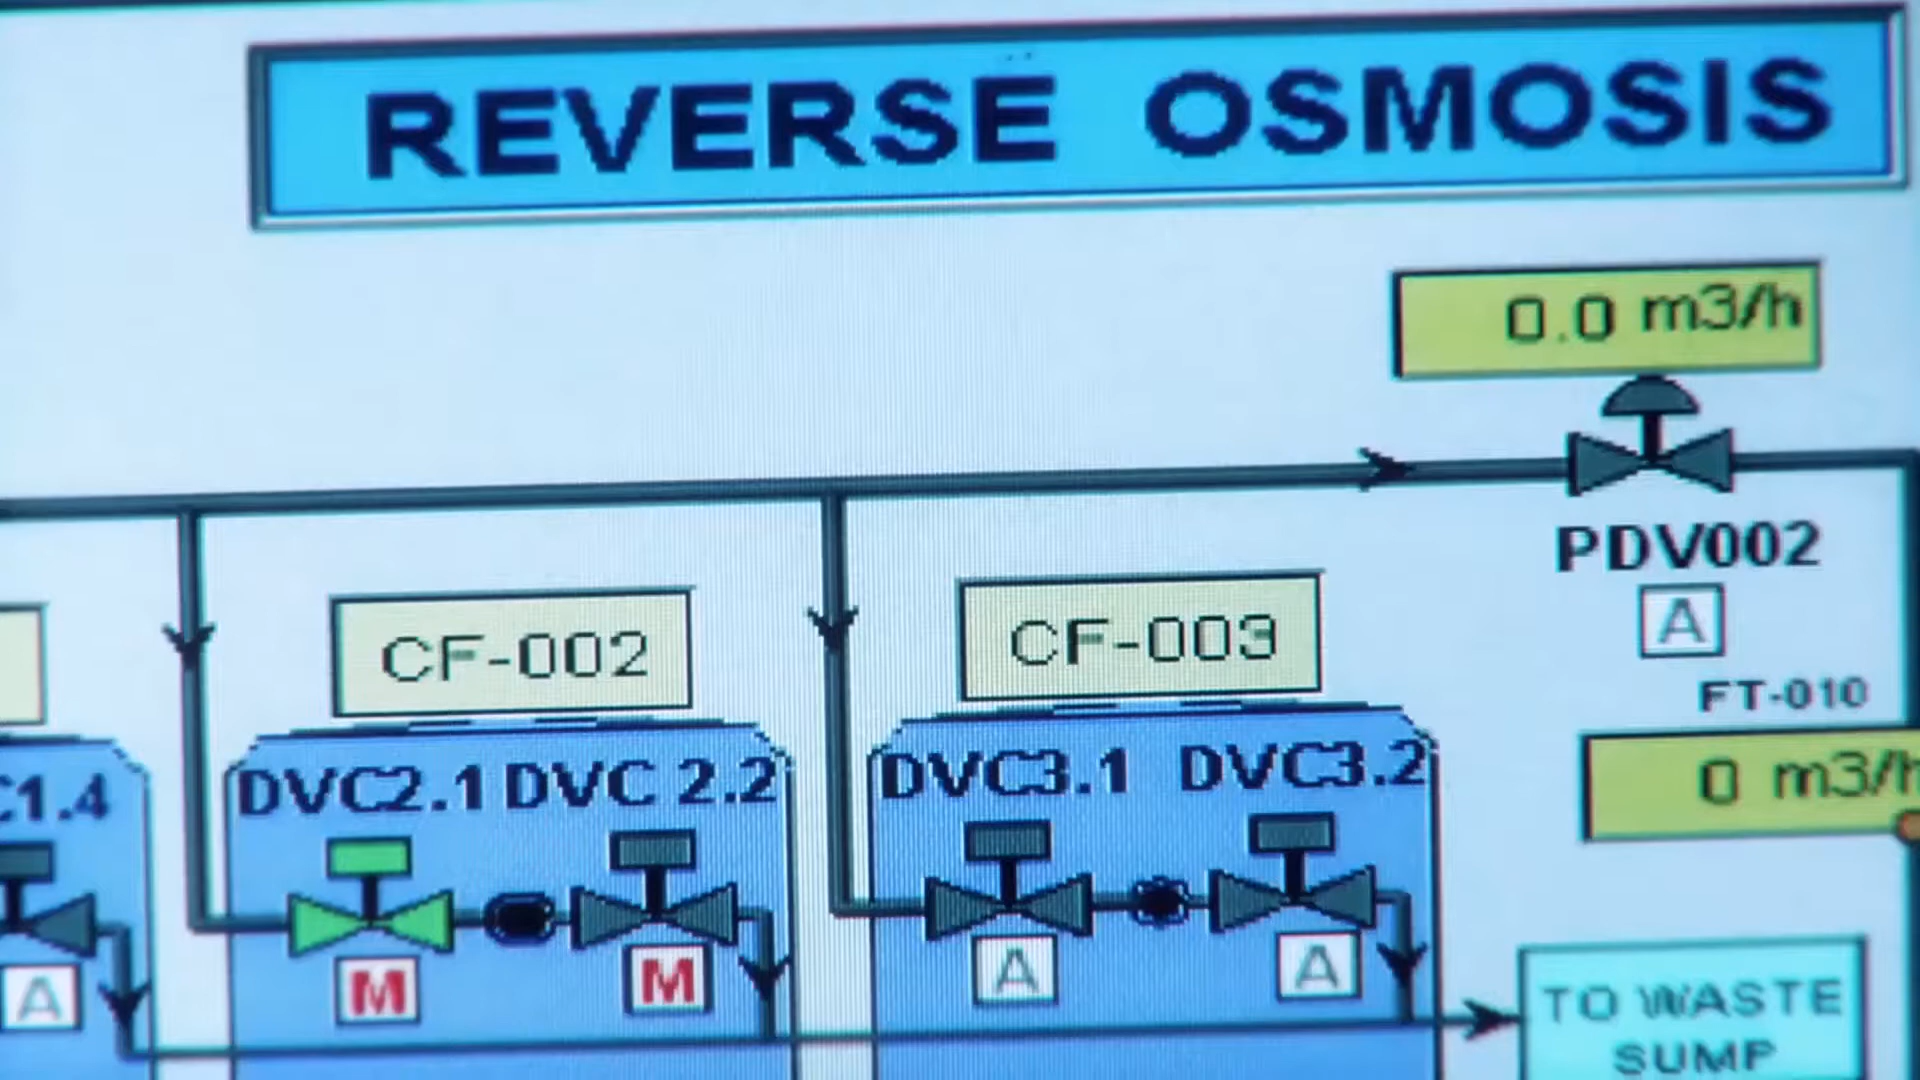 REVERSE OSMOSIS
0.0 m3/h
PDV002
A
CF-002
CF-003
FT-010
0 m3/h
C1.4
DVC2.1 DVC 2.2
DVC3.1 DVC3.2
A
M
M
A
A
TO WASTE
SUMP